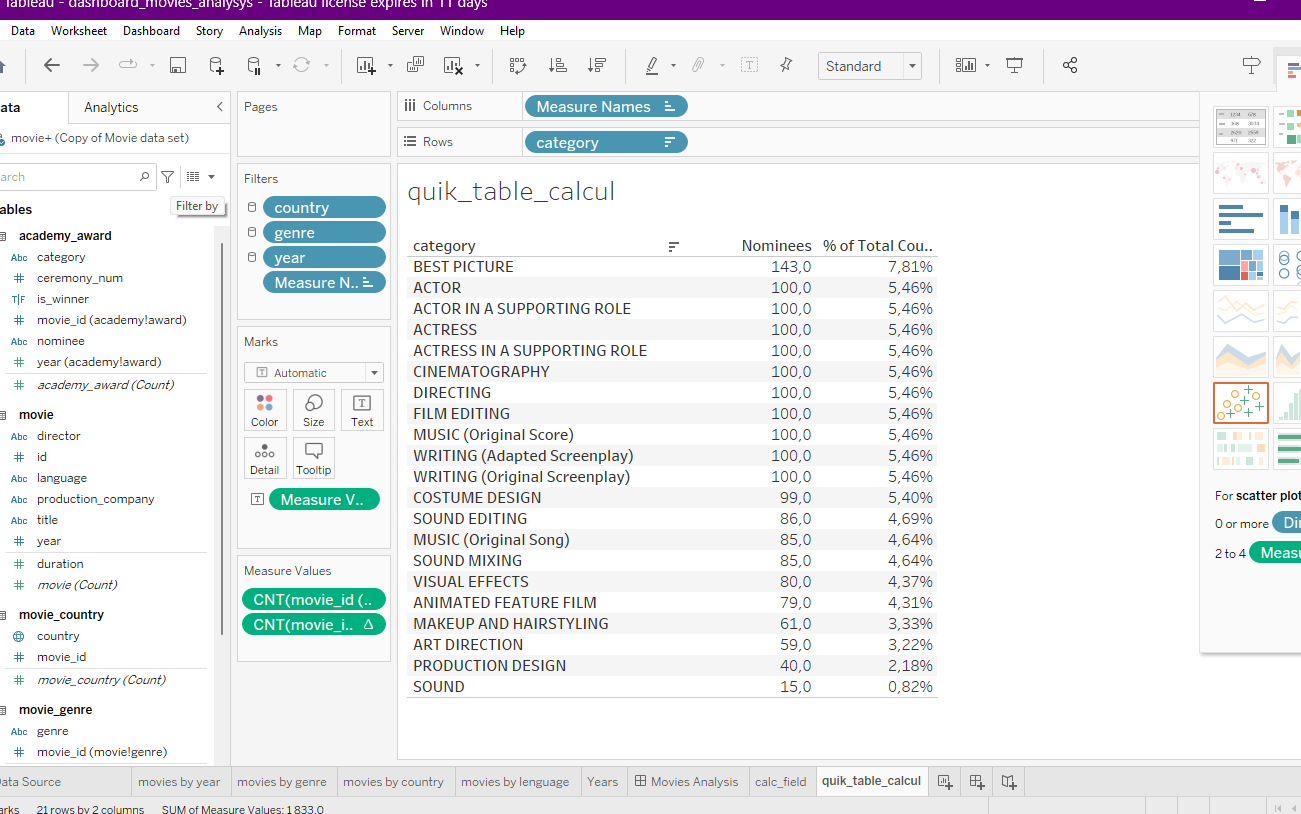 Tableau - dashboard_movies_analysys - Tableau license expires in 11 days
Data Worksheet Dashboard Story Analysis Map Format Server Window Help
Standard
ata Analytics
movie+ (Copy of Movie data set)
earch
Filter by
ables
academy_award
Abc category
ceremony_num
T|F is_winner
movie_id (academy!award)
Abc nominee
year (academy!award)
academy_award (Count)
movie
Abc director
id
Abc language
Abc production_company
Abc title
year
duration
movie (Count)
movie_country
country
movie_id
movie_country (Count)
movie_genre
Abc genre
movie_id (movie!genre)
Pages
Filters
country
genre
year
Measure N..
Marks
Automatic
Color Size Text
Detail Tooltip
Measure V..
Measure Values
CNT(movie_id (..
CNT(movie_i.. Δ
Columns Measure Names
Rows category
quik_table_calcul
category Nominees % of Total Cou..
BEST PICTURE 143,0 7,81%
ACTOR 100,0 5,46%
ACTOR IN A SUPPORTING ROLE 100,0 5,46%
ACTRESS 100,0 5,46%
ACTRESS IN A SUPPORTING ROLE 100,0 5,46%
CINEMATOGRAPHY 100,0 5,46%
DIRECTING 100,0 5,46%
FILM EDITING 100,0 5,46%
MUSIC (Original Score) 100,0 5,46%
WRITING (Adapted Screenplay) 100,0 5,46%
WRITING (Original Screenplay) 100,0 5,46%
COSTUME DESIGN 99,0 5,40%
SOUND EDITING 86,0 4,69%
MUSIC (Original Song) 85,0 4,64%
SOUND MIXING 85,0 4,64%
VISUAL EFFECTS 80,0 4,37%
ANIMATED FEATURE FILM 79,0 4,31%
MAKEUP AND HAIRSTYLING 61,0 3,33%
ART DIRECTION 59,0 3,22%
PRODUCTION DESIGN 40,0 2,18%
SOUND 15,0 0,82%
For scatter plot
0 or more Di
2 to 4 Measu
ata Source movies by year movies by genre movies by country movies by lenguage Years Movies Analysis calc_field quik_table_calcul
arks 21 rows by 2 columns SUM of Measure Values: 1 833,0